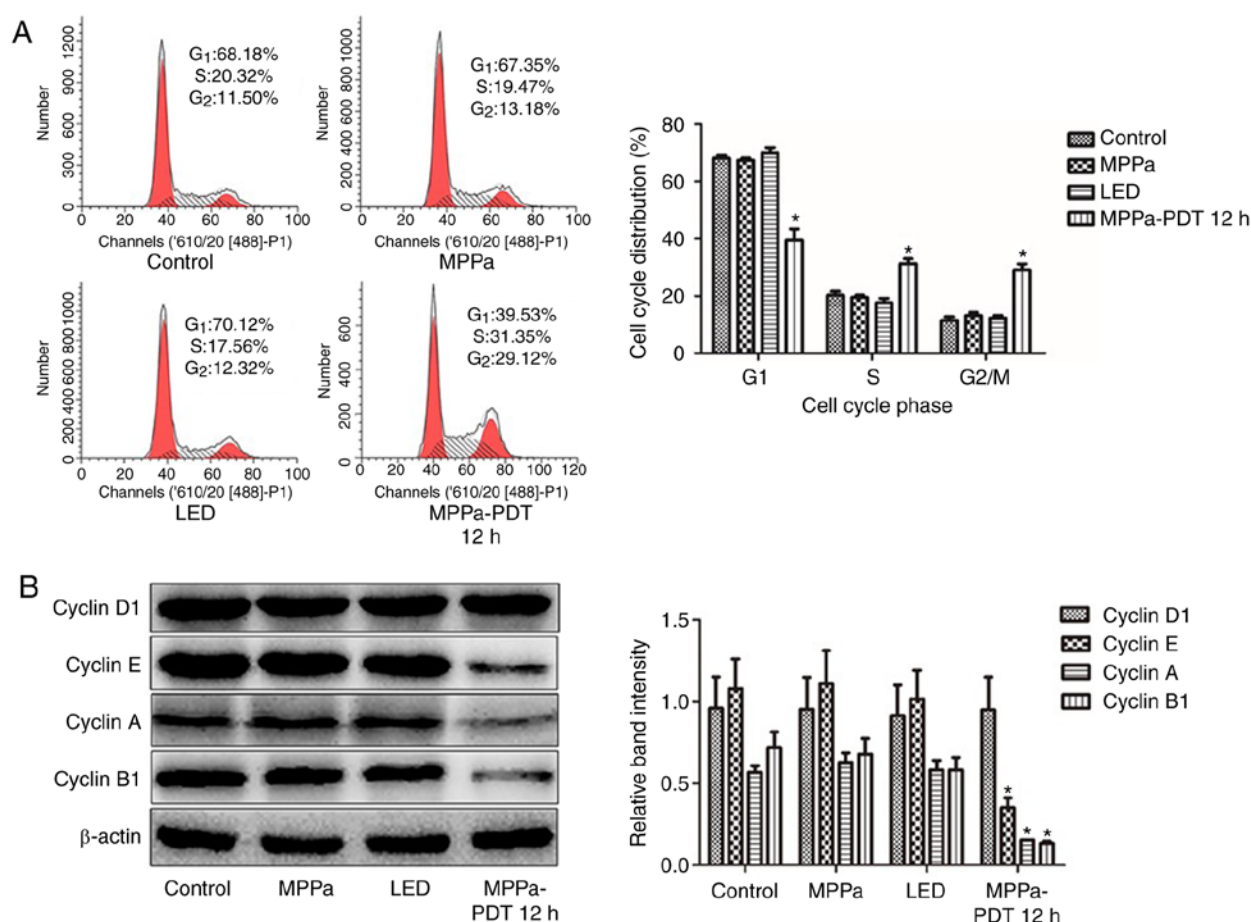 A
Number
1200
900
600
300
0
G1:68.18%
S:20.32%
G2:11.50%
0 20 40 60 80 100
Channels ('610/20 [488]-P1)
Control
Number
1000
800
600
400
200
0
G1:67.35%
S:19.47%
G2:13.18%
0 20 40 60 80 100
Channels ('610/20 [488]-P1)
MPPa
Number
1000
800
600
400
200
0
G1:70.12%
S:17.56%
G2:12.32%
0 20 40 60 80 100
Channels ('610/20 [488]-P1)
LED
Number
600
400
200
0
G1:39.53%
S:31.35%
G2:29.12%
0 20 40 60 80 100 120
Channels ('610/20 [488]-P1)
MPPa-PDT
12 h
Cell cycle distribution (%)
80
60
40
20
0
*
*
*
G1 S G2/M
Cell cycle phase
Control
MPPa
LED
MPPa-PDT 12 h
B
Cyclin D1
Cyclin E
Cyclin A
Cyclin B1
β-actin
Control MPPa LED MPPa-
PDT 12 h
Relative band intensity
1.5
1.0
0.5
0.0
*
* *
Control MPPa LED MPPa-
PDT 12 h
Cyclin D1
Cyclin E
Cyclin A
Cyclin B1